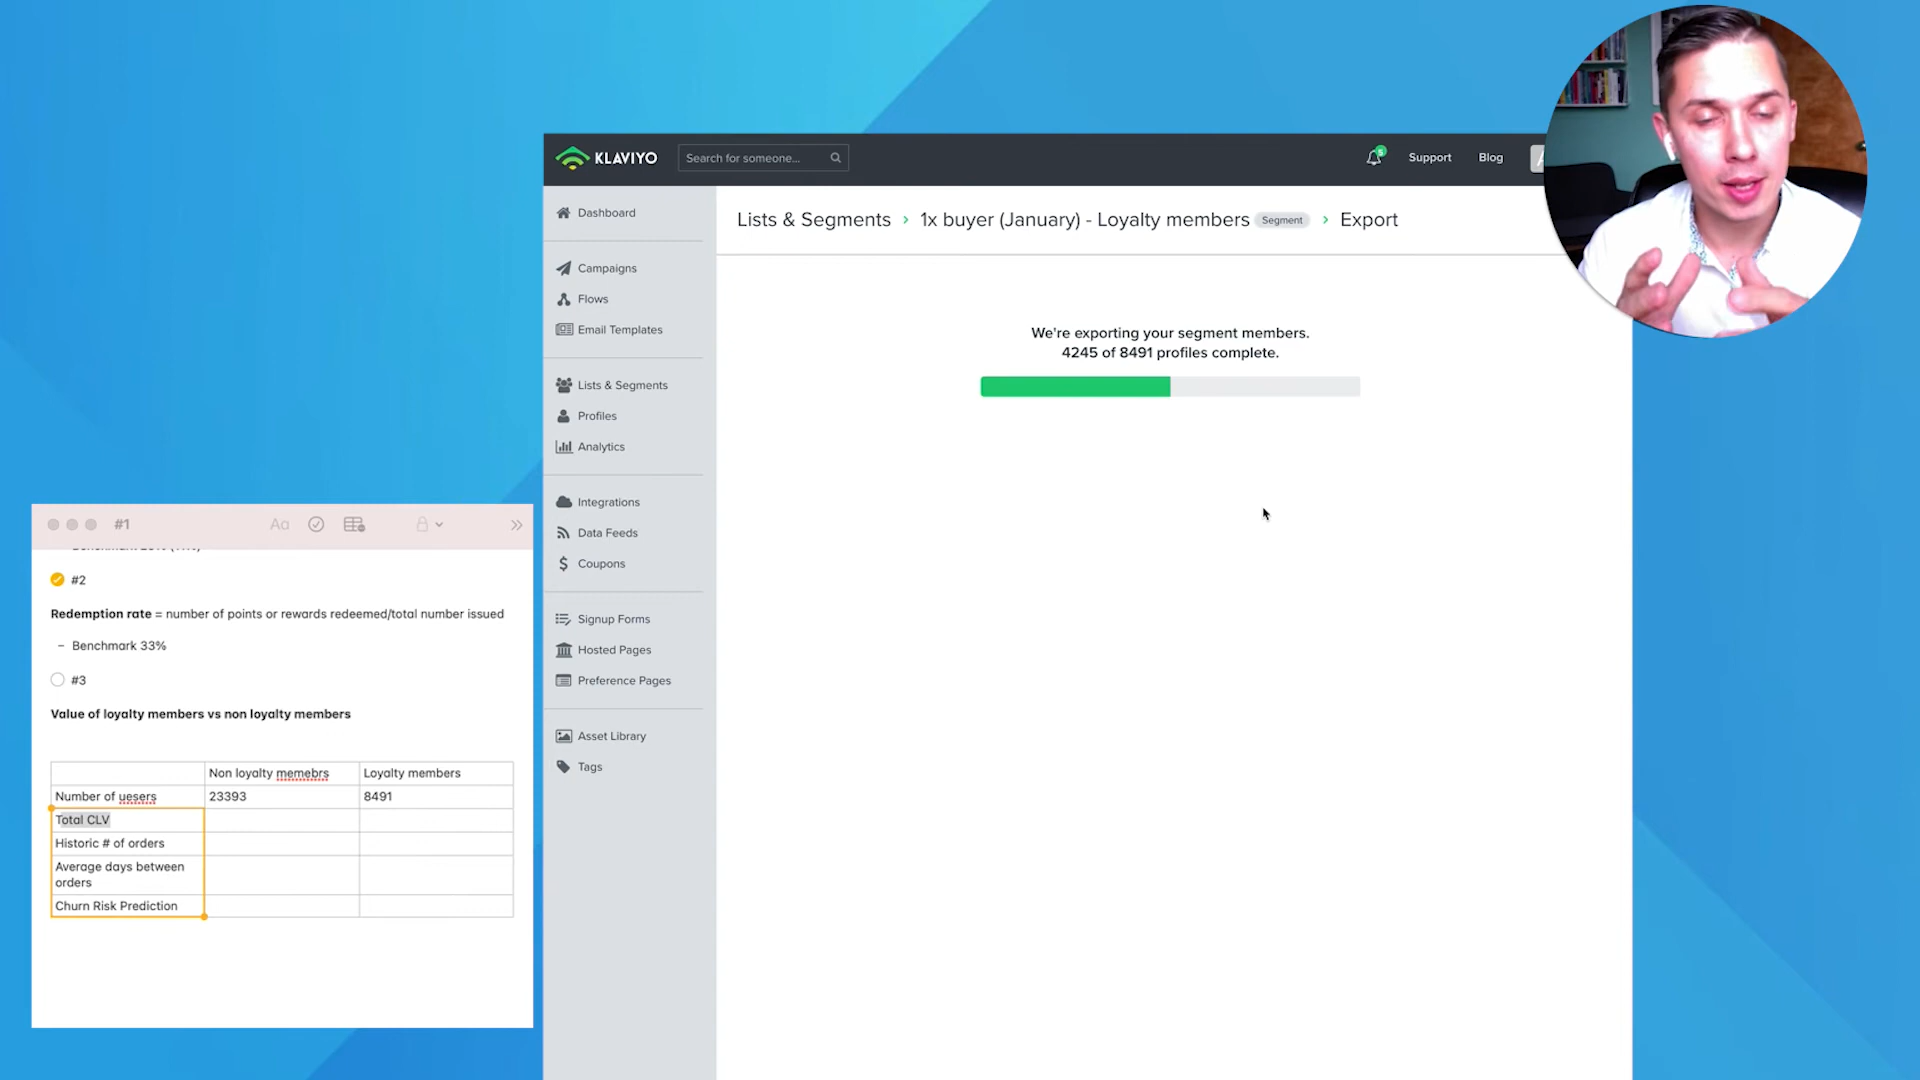 KLAVIYO
Search for someone...
5
Support
Blog
Dashboard
Campaigns
Flows
Email Templates
Lists & Segments
Profiles
Analytics
Integrations
Data Feeds
Coupons
Signup Forms
Hosted Pages
Preference Pages
Asset Library
Tags
Lists & Segments › 1x buyer (January) - Loyalty members Segment › Export
We're exporting your segment members.
4245 of 8491 profiles complete.
#1
Aa
#2
Redemption rate = number of points or rewards redeemed/total number issued
– Benchmark 33%
#3
Value of loyalty members vs non loyalty members
Non loyalty memebrs Loyalty members
Number of uesers 23393 8491
Total CLV
Historic # of orders
Average days between
orders
Churn Risk Prediction